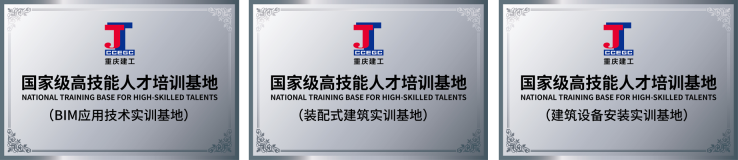 CCEGC
重庆建工
国家级高技能人才培训基地
NATIONAL TRAINING BASE FOR HIGH-SKILLED TALENTS
（BIM应用技术实训基地）
CCEGC
重庆建工
国家级高技能人才培训基地
NATIONAL TRAINING BASE FOR HIGH-SKILLED TALENTS
（装配式建筑实训基地）
CCEGC
重庆建工
国家级高技能人才培训基地
NATIONAL TRAINING BASE FOR HIGH-SKILLED TALENTS
（建筑设备安装实训基地）